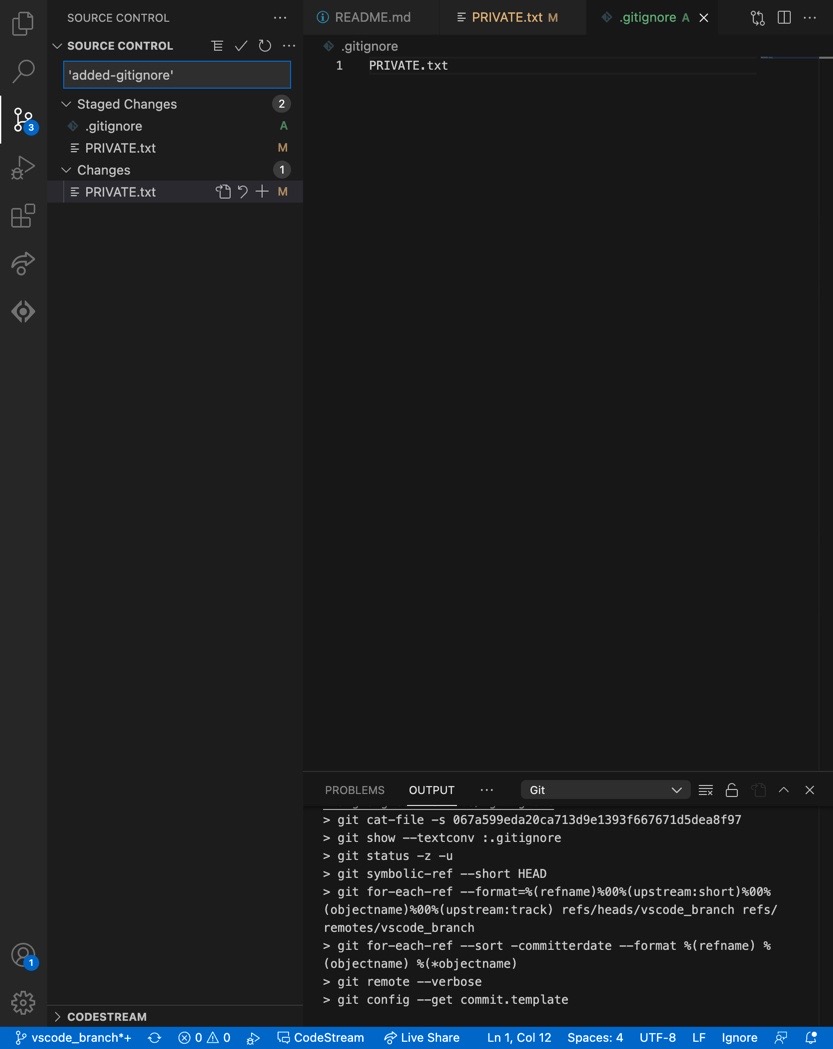 SOURCE CONTROL
SOURCE CONTROL
'added-gitignore'
Staged Changes 2
.gitignore A
PRIVATE.txt M
Changes 1
PRIVATE.txt M
3
1
CODESTREAM
README.md PRIVATE.txt M .gitignore A
.gitignore
1 PRIVATE.txt
PROBLEMS OUTPUT Git
> git cat-file -s 067a599eda20ca713d9e1393f667671d5dea8f97
> git show --textconv :.gitignore
> git status -z -u
> git symbolic-ref --short HEAD
> git for-each-ref --format=%(refname)%00%(upstream:short)%00%
(objectname)%00%(upstream:track) refs/heads/vscode_branch refs/
remotes/vscode_branch
> git for-each-ref --sort -committerdate --format %(refname) %
(objectname) %(*objectname)
> git remote --verbose
> git config --get commit.template
vscode_branch*+ 0 0 CodeStream Live Share Ln 1, Col 12 Spaces: 4 UTF-8 LF Ignore